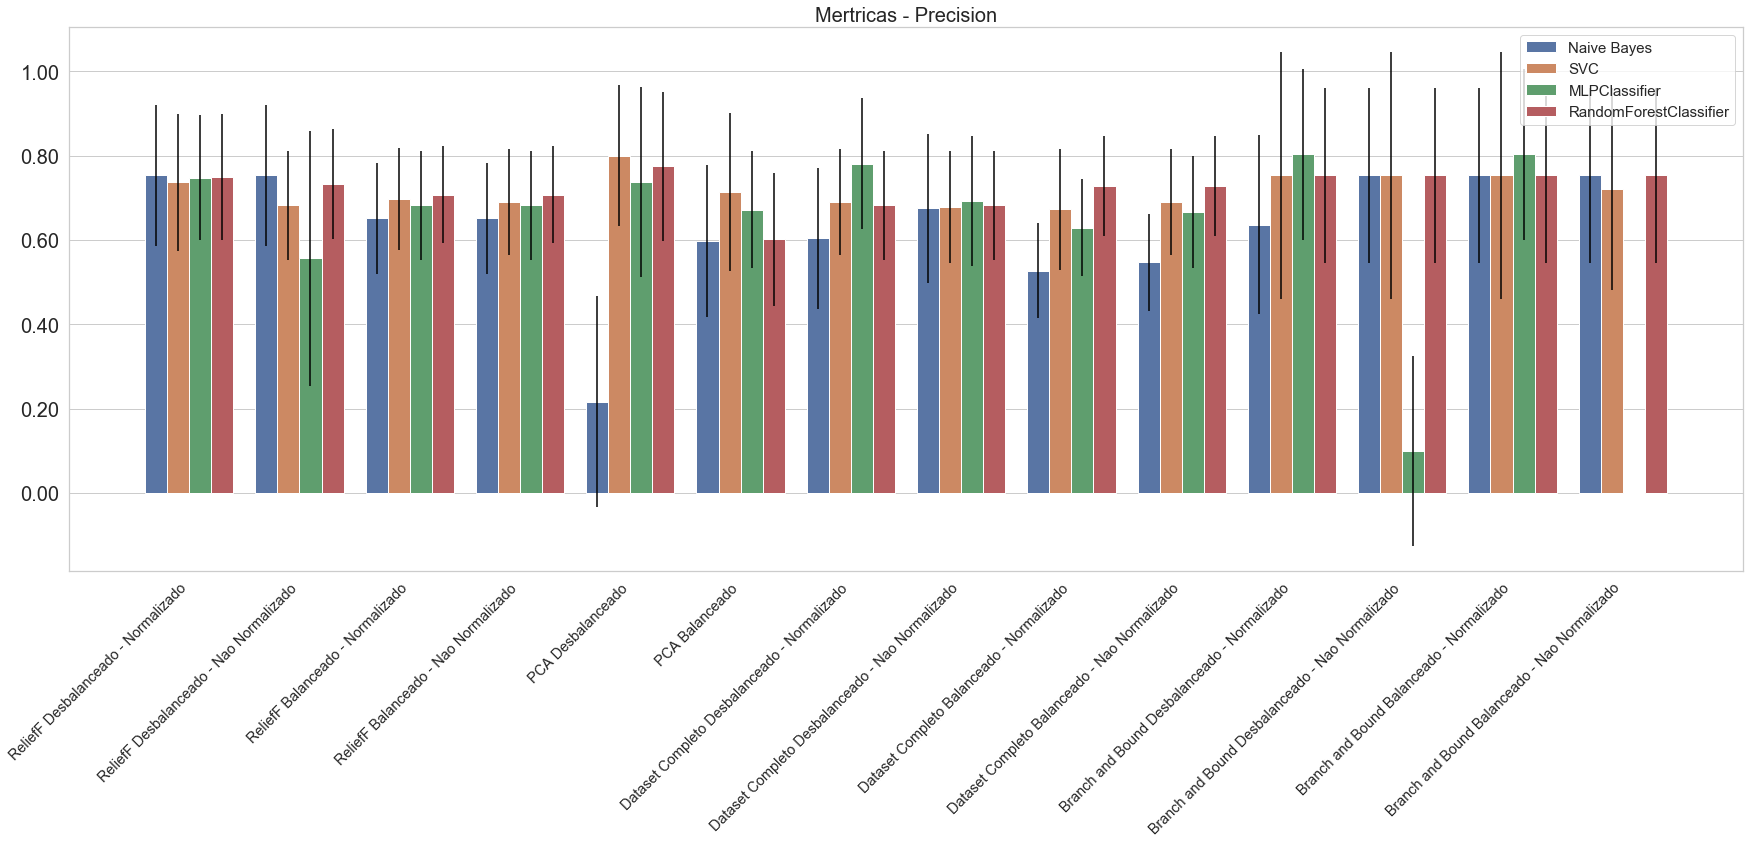 Mertricas - Precision
Naive Bayes
SVC
MLPClassifier
RandomForestClassifier
1.00
0.80
0.60
0.40
0.20
0.00
ReliefF Desbalanceado - Normalizado
ReliefF Desbalanceado - Nao Normalizado
ReliefF Balanceado - Normalizado
ReliefF Balanceado - Nao Normalizado
PCA Desbalanceado
PCA Balanceado
Dataset Completo Desbalanceado - Normalizado
Dataset Completo Desbalanceado - Nao Normalizado
Dataset Completo Balanceado - Normalizado
Dataset Completo Balanceado - Nao Normalizado
Branch and Bound Desbalanceado - Normalizado
Branch and Bound Desbalanceado - Nao Normalizado
Branch and Bound Balanceado - Normalizado
Branch and Bound Balanceado - Nao Normalizado